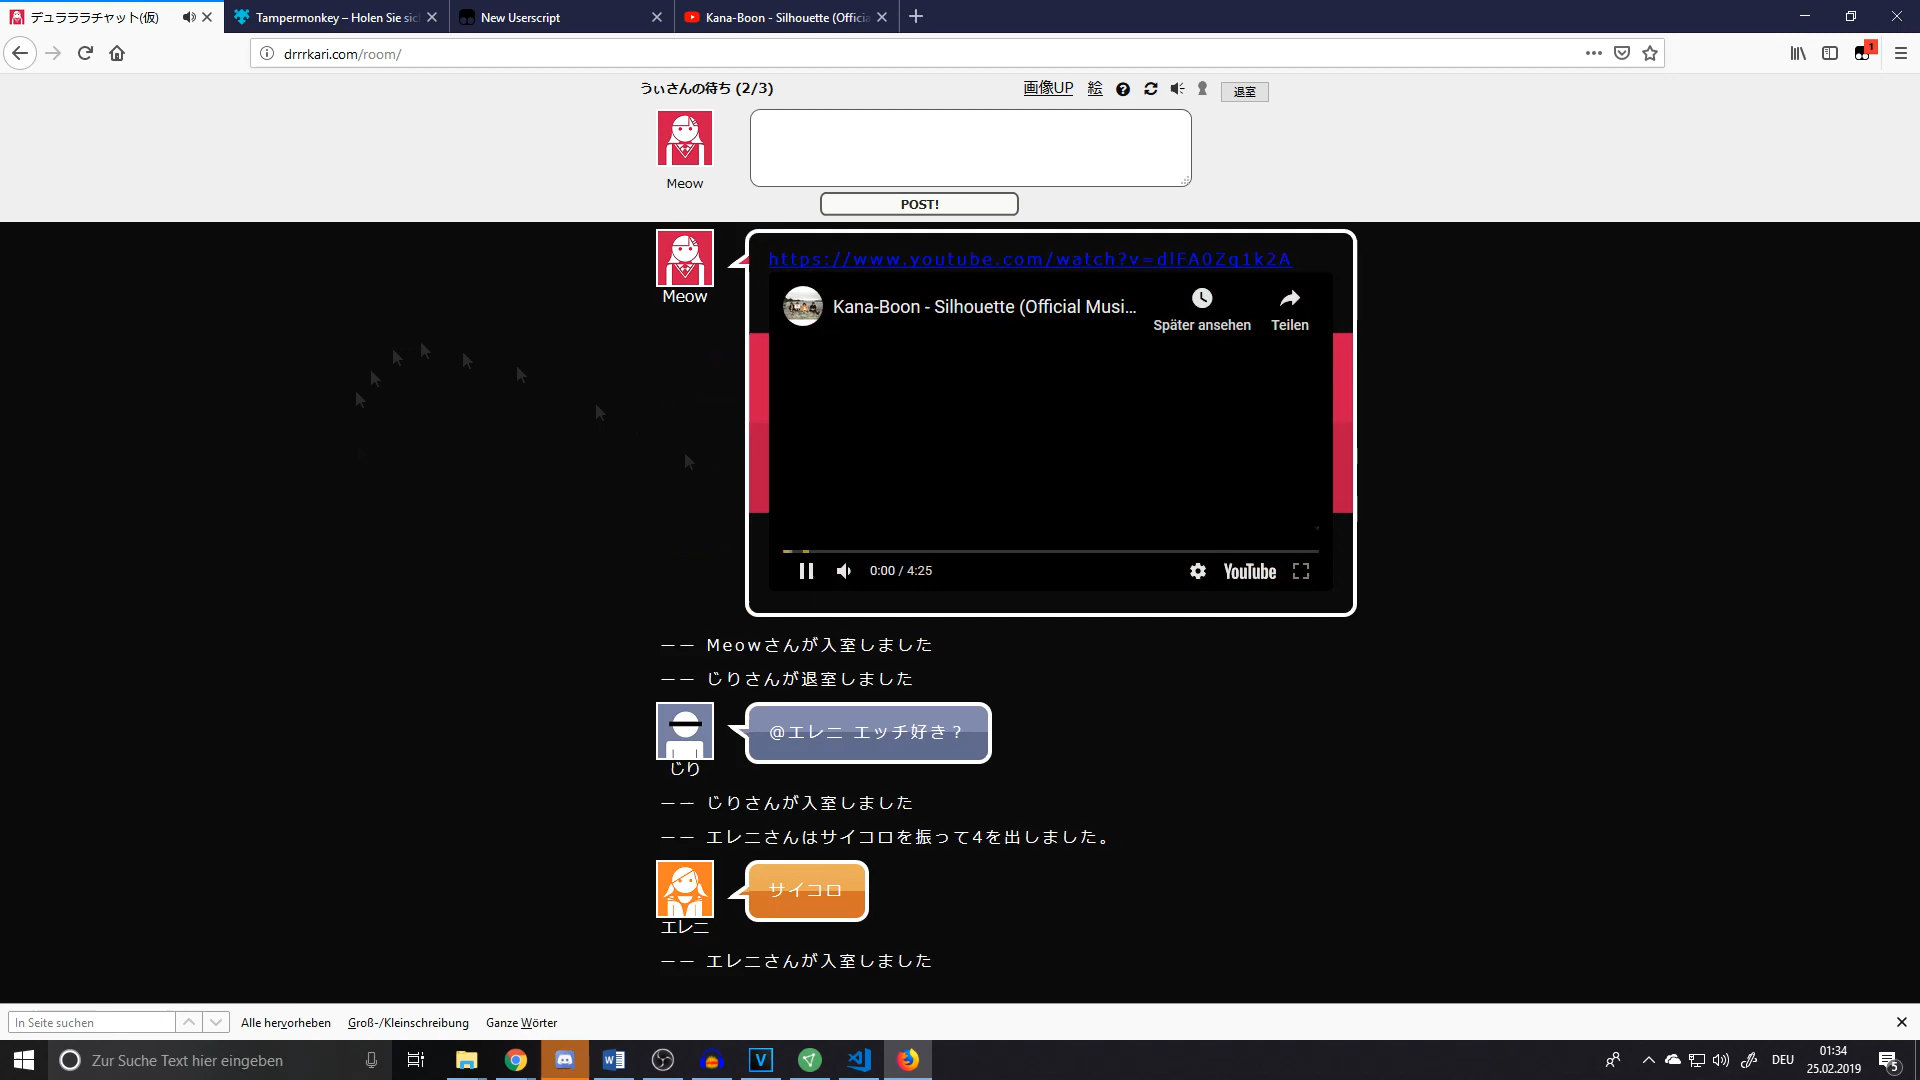 デュラララチャット(仮)
Tampermonkey – Holen Sie sic
New Userscript
Kana-Boon - Silhouette (Officia
drrrkari.com/room/
1
うぃさんの待ち (2/3)
画像UP 絵 退室
Meow
POST!
https://www.youtube.com/watch?v=dlFA0Zq1k2A
Meow
Kana-Boon - Silhouette (Official Musi...
Später ansehen
Teilen
0:00 / 4:25
YouTube
−− Meowさんが入室しました
−− じりさんが退室しました
@エレニ エッチ好き？
じり
−− じりさんが入室しました
−− エレニさんはサイコロを振って4を出しました。
サイコロ
エレニ
−− エレニさんが入室しました
In Seite suchen
Alle hervorheben
Groß-/Kleinschreibung
Ganze Wörter
Zur Suche Text hier eingeben
DEU
01:34
25.02.2019
5